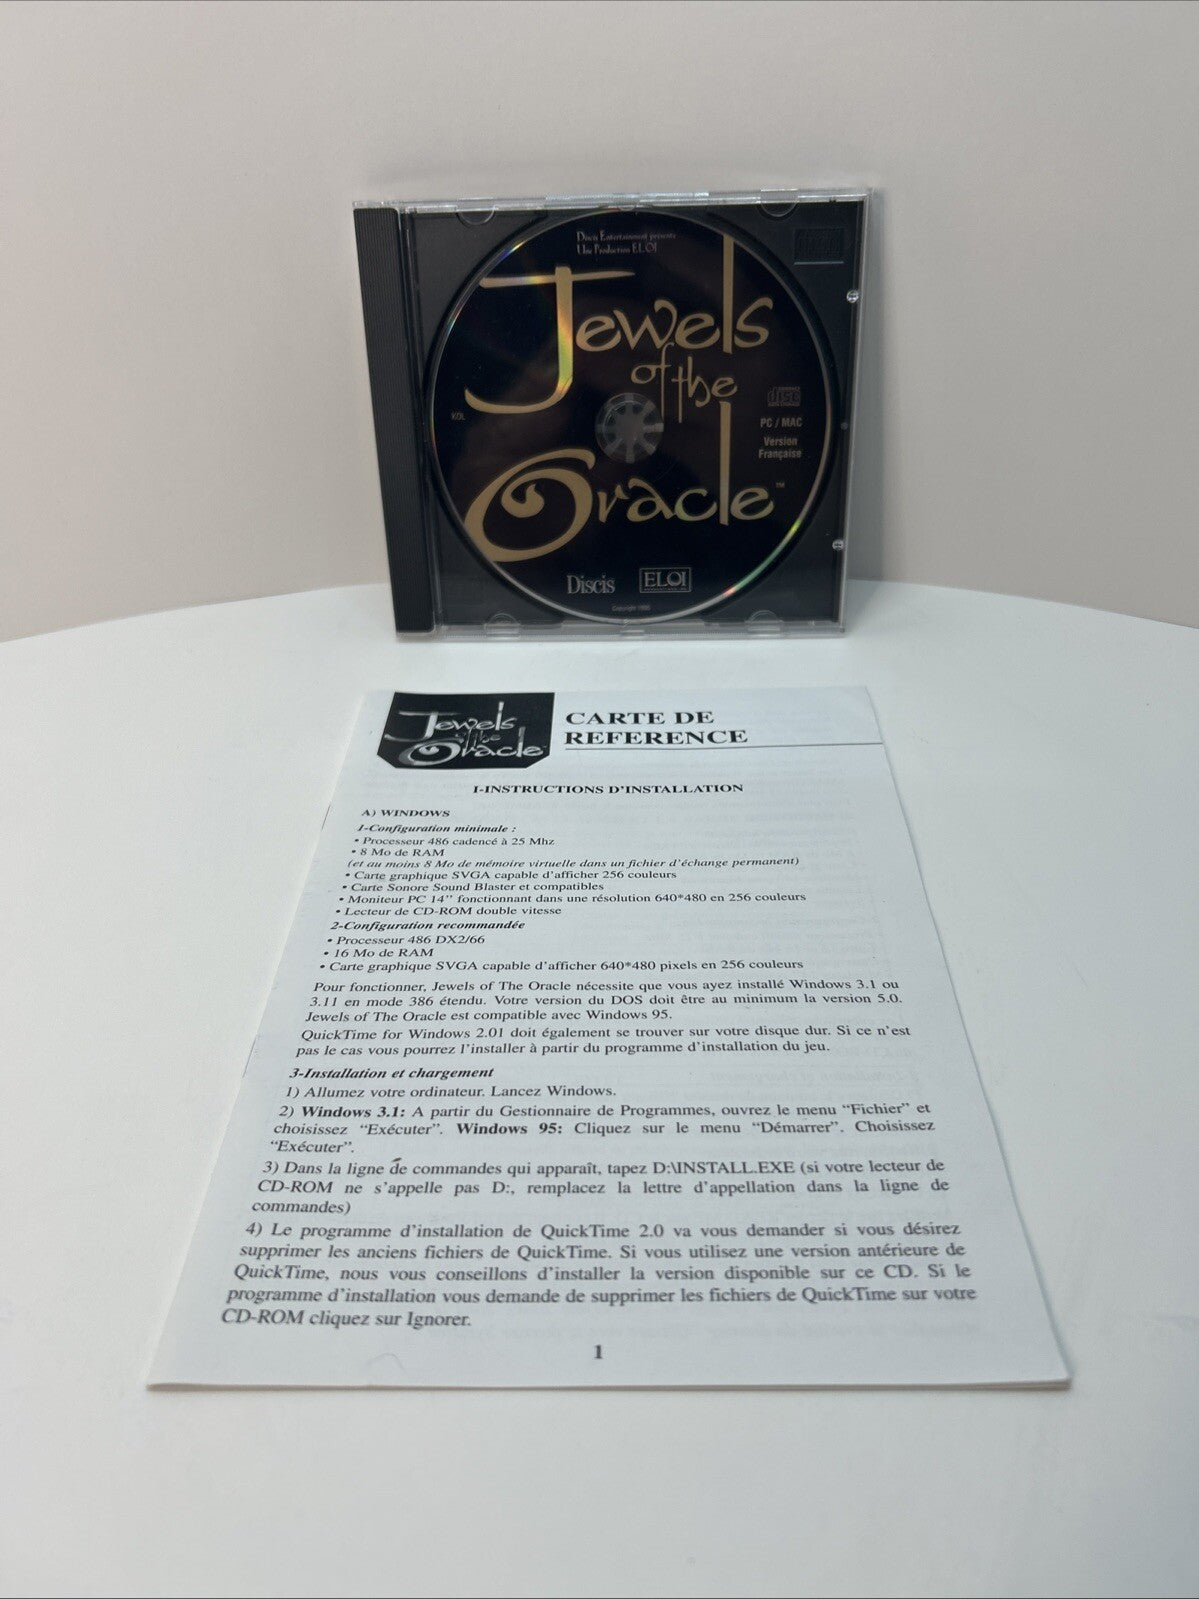 Discis Entertainment présente
Une Production ELOI
Jewels
of the
Oracle™
KOL
disc
PC / MAC
Version
Française
Discis
ELOI
Jewels
of the
Oracle
CARTE DE
REFERENCE
I-INSTRUCTIONS D'INSTALLATION
A) WINDOWS
1-Configuration minimale :
• Processeur 486 cadencé à 25 Mhz
• 8 Mo de RAM
(et au moins 8 Mo de mémoire virtuelle dans un fichier d'échange permanent)
• Carte graphique SVGA capable d'afficher 256 couleurs
• Carte Sonore Sound Blaster et compatibles
• Moniteur PC 14'' fonctionnant dans une résolution 640*480 en 256 couleurs
• Lecteur de CD-ROM double vitesse
2-Configuration recommandée
• Processeur 486 DX2/66
• 16 Mo de RAM
• Carte graphique SVGA capable d'afficher 640*480 pixels en 256 couleurs
Pour fonctionner, Jewels of The Oracle nécessite que vous ayez installé Windows 3.1 ou
3.11 en mode 386 étendu. Votre version du DOS doit être au minimum la version 5.0.
Jewels of The Oracle est compatible avec Windows 95.
QuickTime for Windows 2.01 doit également se trouver sur votre disque dur. Si ce n'est
pas le cas vous pourrez l'installer à partir du programme d'installation du jeu.
3-Installation et chargement
1) Allumez votre ordinateur. Lancez Windows.
2) Windows 3.1: A partir du Gestionnaire de Programmes, ouvrez le menu “Fichier” et
choisissez “Exécuter”. Windows 95: Cliquez sur le menu “Démarrer”. Choisissez
“Exécuter”.
3) Dans la ligne de commandes qui apparaît, tapez D:\INSTALL.EXE (si votre lecteur de
CD-ROM ne s'appelle pas D:, remplacez la lettre d'appellation dans la ligne de
commandes)
4) Le programme d'installation de QuickTime 2.0 va vous demander si vous désirez
supprimer les anciens fichiers de QuickTime. Si vous utilisez une version antérieure de
QuickTime, nous vous conseillons d'installer la version disponible sur ce CD. Si le
programme d'installation vous demande de supprimer les fichiers de QuickTime sur votre
CD-ROM cliquez sur Ignorer.
1